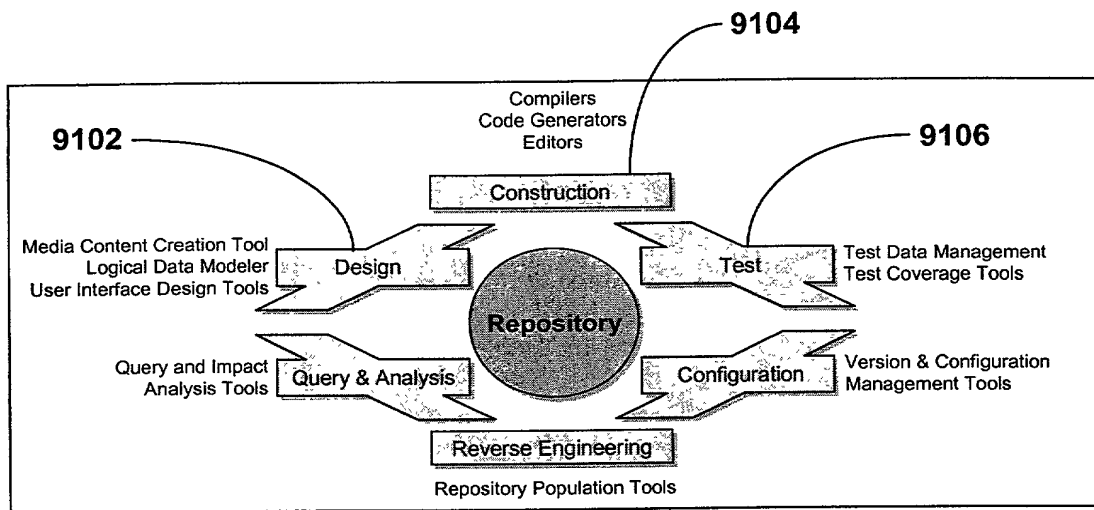 9104
Compilers
Code Generators
Editors
9102
9106
Construction
Media Content Creation Tool
Logical Data Modeler
User Interface Design Tools
Design
Test
Test Data Management
Test Coverage Tools
Repository
Query and Impact
Analysis Tools
Query & Analysis
Configuration
Version & Configuration
Management Tools
Reverse Engineering
Repository Population Tools